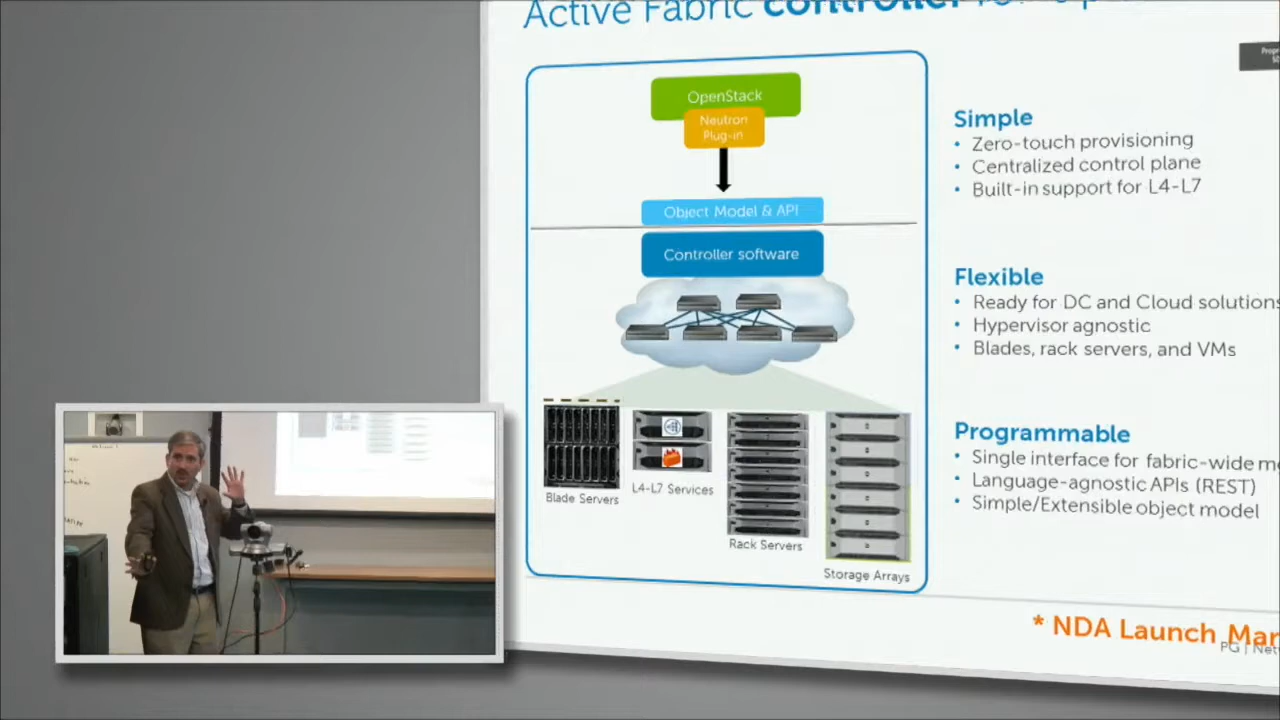 Active Fabric controller for
OpenStack
Neutron
Plug-in
Object Model & API
Controller software
Blade Servers
L4-L7 Services
Rack Servers
Storage Arrays
Simple
• Zero-touch provisioning
• Centralized control plane
• Built-in support for L4-L7
Flexible
• Ready for DC and Cloud solutions
• Hypervisor agnostic
• Blades, rack servers, and VMs
Programmable
• Single interface for fabric-wide
• Language-agnostic APIs (REST)
• Simple/Extensible object model
* NDA Launch Mar
PG |